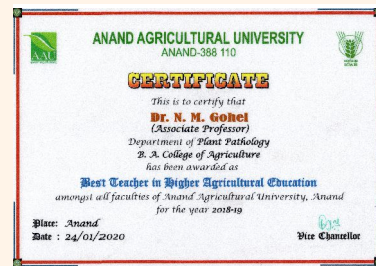 ANAND AGRICULTURAL UNIVERSITY
ANAND-388 110
AAU
CERTIFICATE
This is to certify that
Dr. N. M. Gohel
(Associate Professor)
Department of Plant Pathology
B. A. College of Agriculture
has been awarded as
Best Teacher in Higher Agricultural Education
amongst all faculties of Anand Agricultural University, Anand
for the year 2018-19
Place: Anand
Date : 24/01/2020
Vice Chancellor